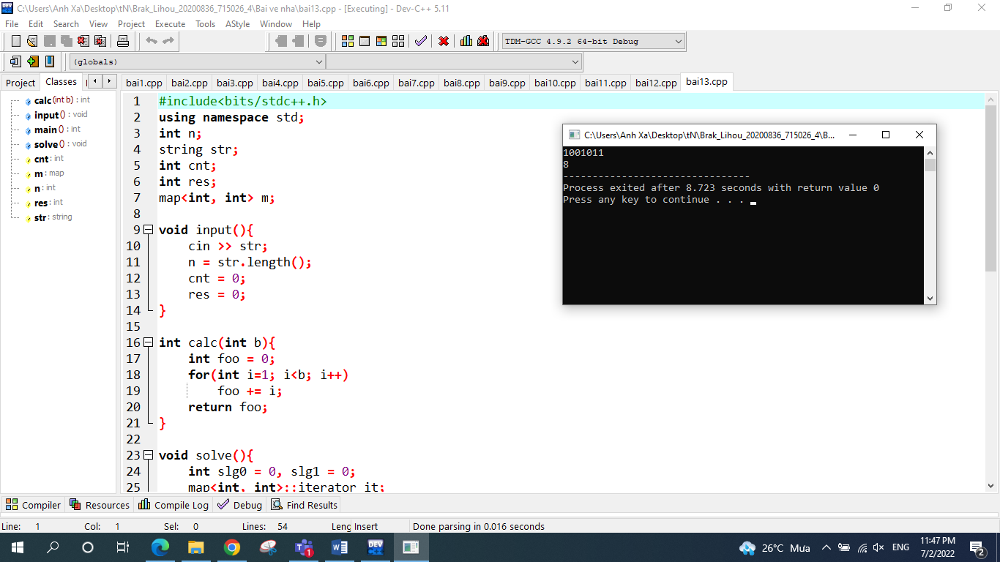 C:\Users\Anh Xa\Desktop\tN\Brak_Lihou_20200836_715026_4\Bai ve nha\bai13.cpp - [Executing] - Dev-C++ 5.11
File Edit Search View Project Execute Tools AStyle Window Help
TDM-GCC 4.9.2 64-bit Debug
(globals)
Project Classes
bai1.cpp bai2.cpp bai3.cpp bai4.cpp bai5.cpp bai6.cpp bai7.cpp bai8.cpp bai9.cpp bai10.cpp bai11.cpp bai12.cpp bai13.cpp
calc (int b) : int
input () : void
main () : int
solve () : void
cnt : int
m : map
n : int
res : int
str : string
1 #include<bits/stdc++.h>
2 using namespace std;
3 int n;
4 string str;
5 int cnt;
6 int res;
7 map<int, int> m;
8
9 void input(){
10 cin >> str;
11 n = str.length();
12 cnt = 0;
13 res = 0;
14 }
15
16 int calc(int b){
17 int foo = 0;
18 for(int i=1; i<b; i++)
19 foo += i;
20 return foo;
21 }
22
23 void solve(){
24 int slg0 = 0, slg1 = 0;
25 map<int, int>::iterator it;
C:\Users\Anh Xa\Desktop\tN\Brak_Lihou_20200836_715026_4\B...
1001011
8
--------------------------------
Process exited after 8.723 seconds with return value 0
Press any key to continue . . .
Compiler Resources Compile Log Debug Find Results
Line: 1 Col: 1 Sel: 0 Lines: 54 Leng Insert Done parsing in 0.016 seconds
DEV
1
26°C Mưa ENG
11:47 PM
7/2/2022
2